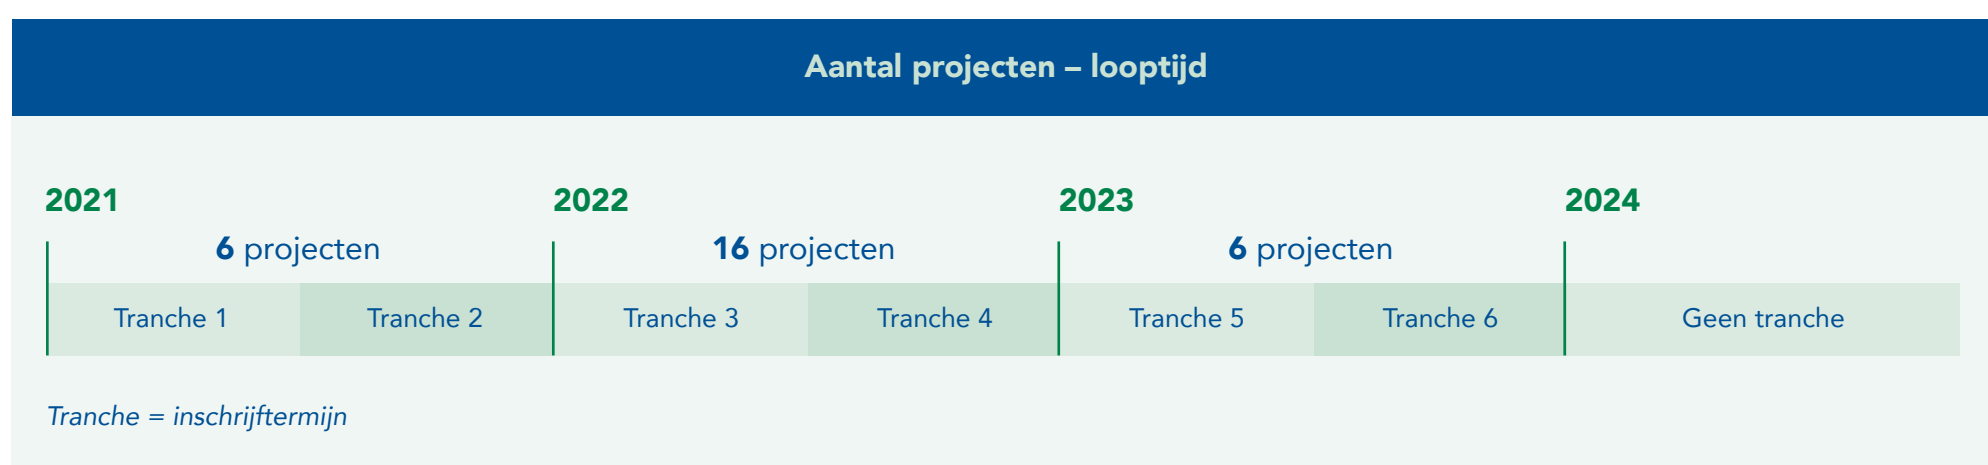 Aantal projecten – looptijd
2021 2022 2023 2024
6 projecten 16 projecten 6 projecten
Tranche 1 Tranche 2 Tranche 3 Tranche 4 Tranche 5 Tranche 6 Geen tranche
Tranche = inschrijftermijn